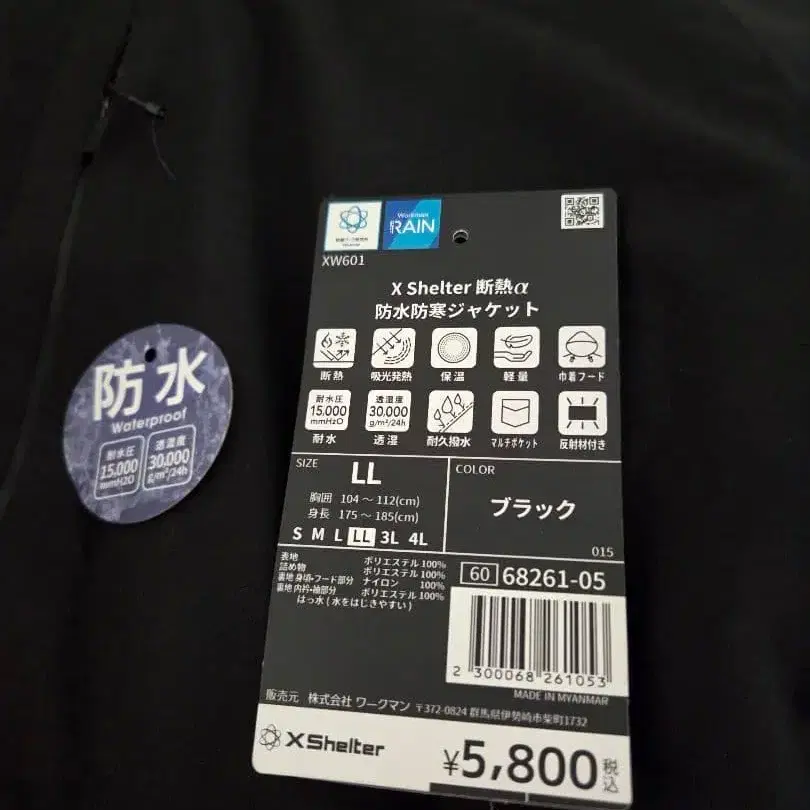 Workman
RAIN
XW601
X Shelter 断熱α
防水防寒ジャケット
断熱
吸光発熱
保温
軽量
巾着フード
耐水圧
15,000
mmH2O
耐水
透湿度
30,000
g/m²/24h
透湿
耐久撥水
マルチポケット
反射材付き
SIZE
LL
胸囲 104～112(cm)
身長 175～185(cm)
S M L LL 3L 4L
COLOR
ブラック
015
表地 ポリエステル 100%
詰め物 ポリエステル 100%
裏地 身頃・フード部分 ナイロン 100%
裏地 内衿・袖部分 ポリエステル 100%
はっ水 (水をはじきやすい)
60 68261-05
2 300068 261053
MADE IN MYANMAR
販売元 株式会社 ワークマン 〒372-0824 群馬県伊勢崎市柴町1732
XShelter
¥5,800 税込
防水
Waterproof
耐水圧
15,000
mmH2O
透湿度
30,000
g/m²/24h